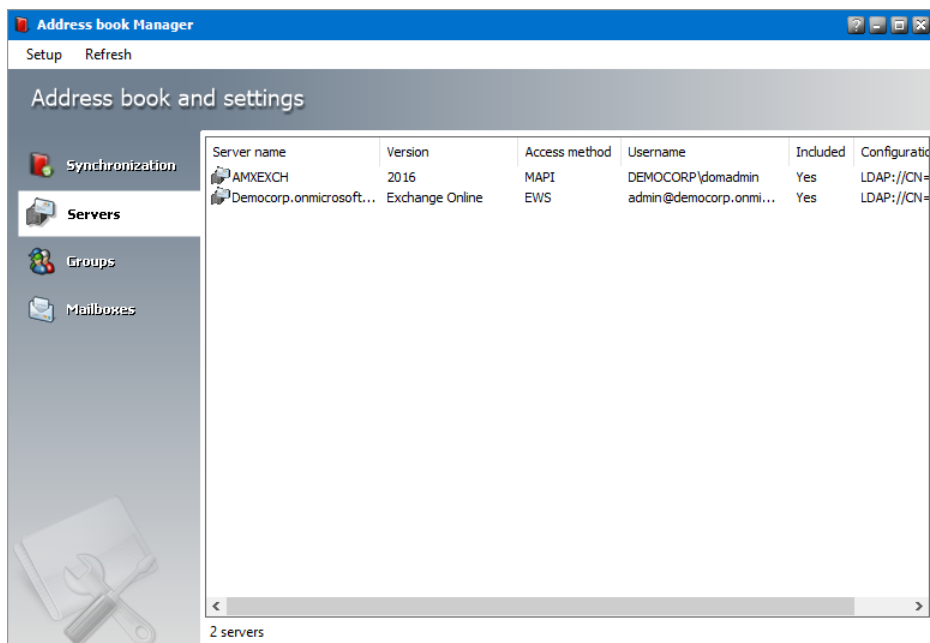 Address book Manager
Setup Refresh
Address book and settings
Synchronization
Servers
Groups
Mailboxes
Server name Version Access method Username Included Configuratio
AMXEXCH 2016 MAPI DEMOCORP\domadmin Yes LDAP://CN=
Democorp.onmicrosoft... Exchange Online EWS admin@democorp.onmi... Yes LDAP://CN=
2 servers